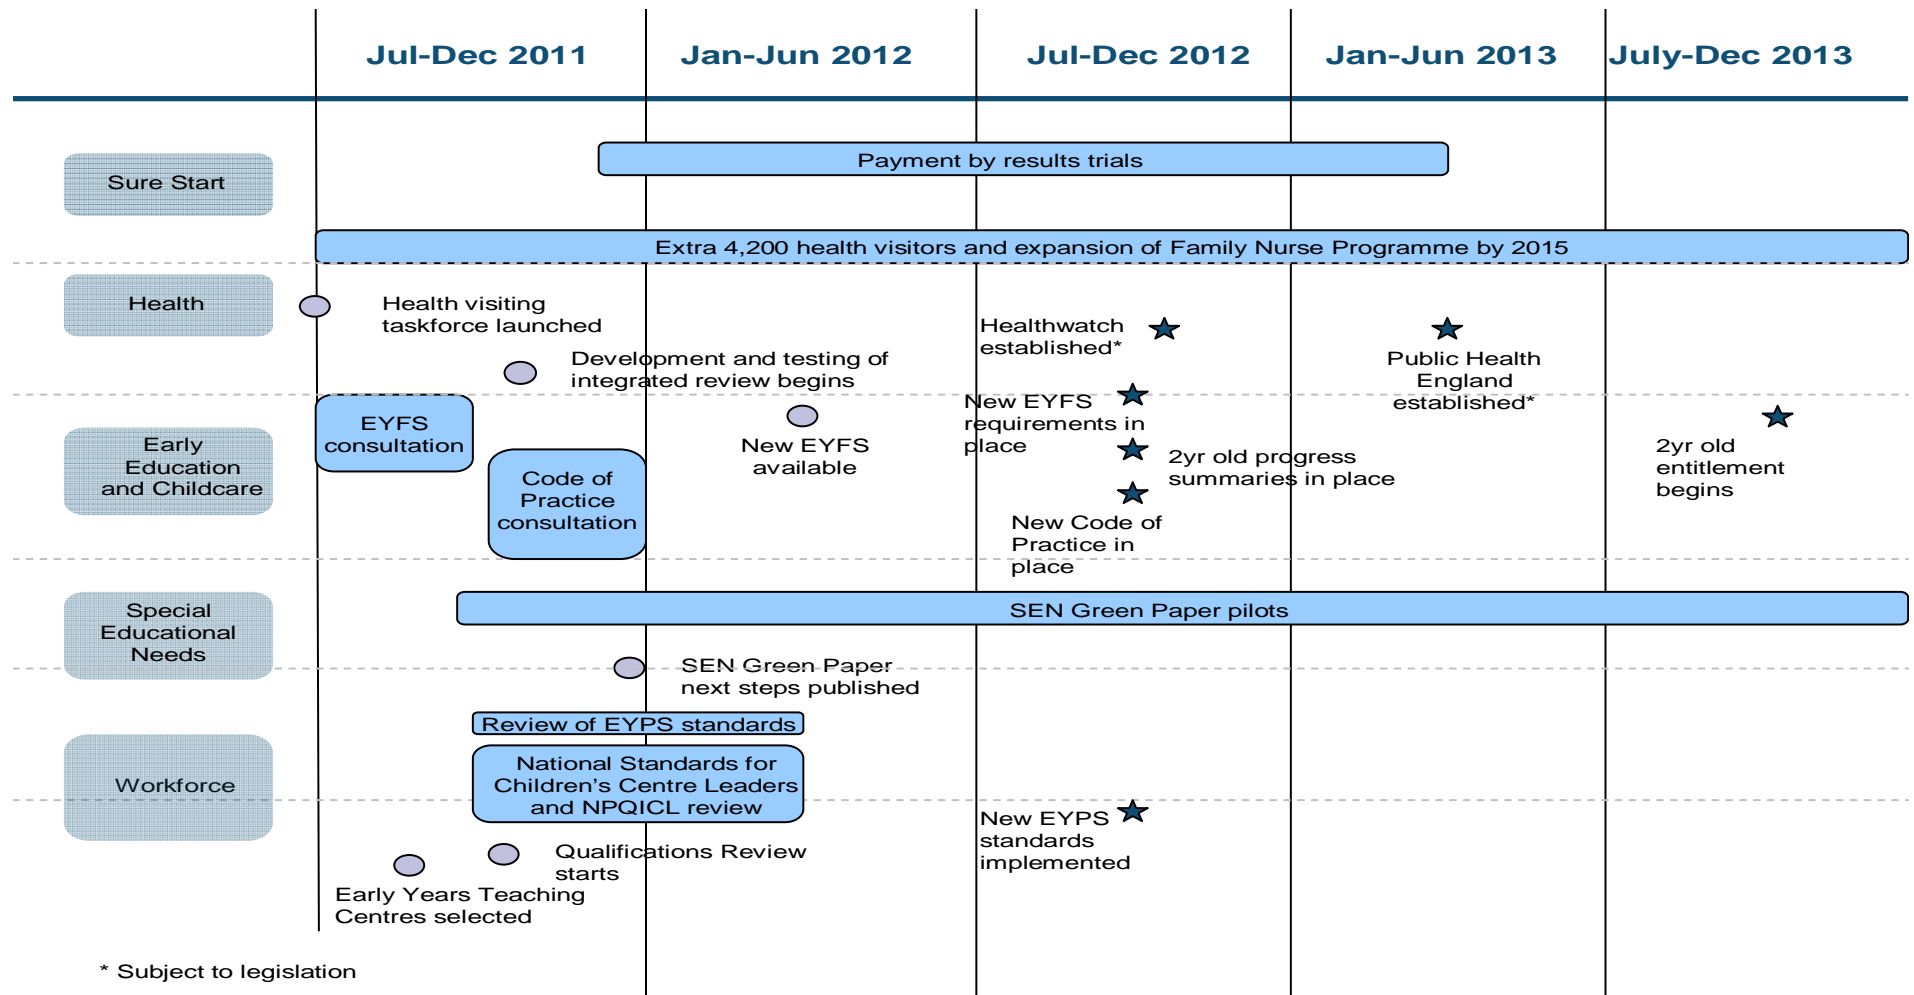 Jul-Dec 2011
Jan-Jun 2012
Jul-Dec 2012
Jan-Jun 2013
July-Dec 2013
Sure Start
Payment by results trials
Extra 4,200 health visitors and expansion of Family Nurse Programme by 2015
Health
Health visiting
taskforce launched
Development and testing of
integrated review begins
Healthwatch
established*
Public Health
England
established*
Early
Education
and Childcare
EYFS
consultation
Code of
Practice
consultation
New EYFS
available
New EYFS
requirements in
place
2yr old progress
summaries in place
New Code of
Practice in
place
2yr old
entitlement
begins
Special
Educational
Needs
SEN Green Paper pilots
SEN Green Paper
next steps published
Workforce
Review of EYPS standards
National Standards for
Children’s Centre Leaders
and NPQICL review
New EYPS
standards
implemented
Qualifications Review
starts
Early Years Teaching
Centres selected
* Subject to legislation